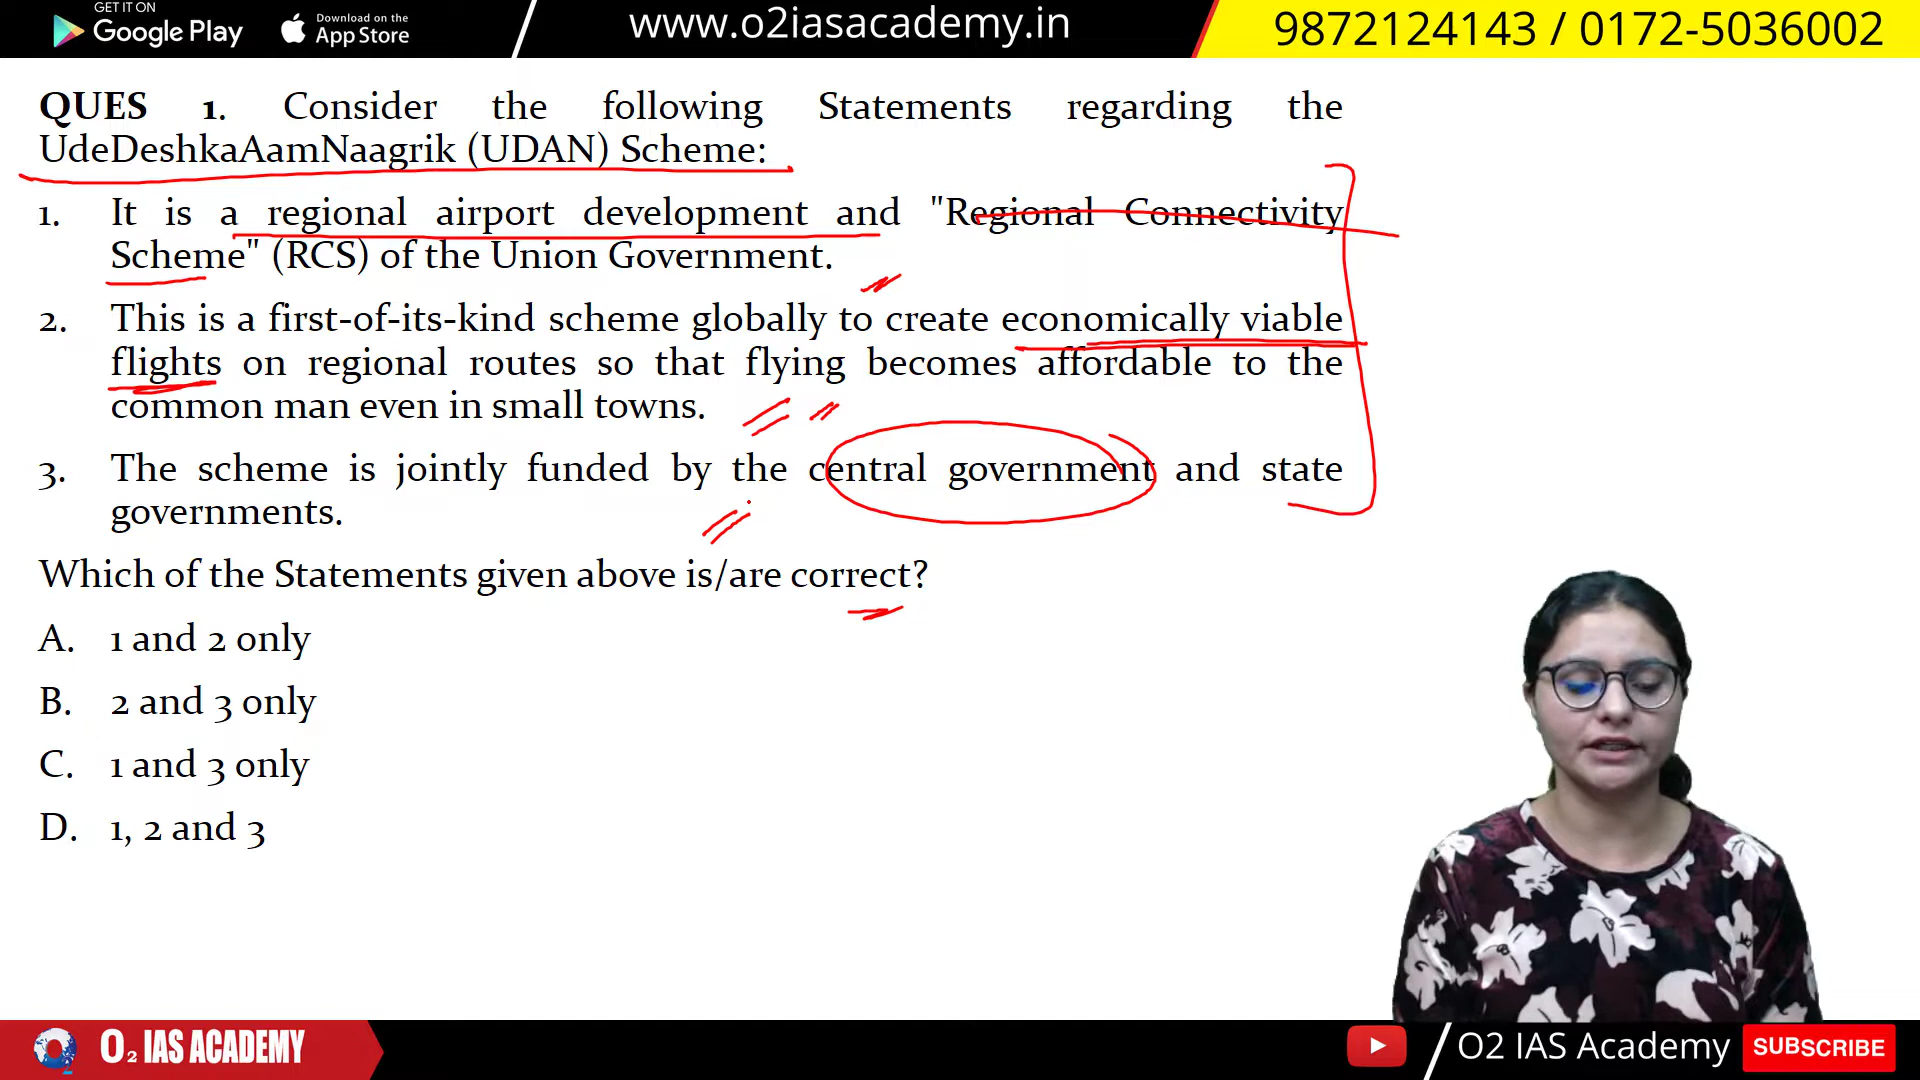 GET IT ON
Google Play
Download on the
App Store
www.o2iasacademy.in
9872124143 / 0172-5036002
QUES 1. Consider the following Statements regarding the
UdeDeshkaAamNaagrik (UDAN) Scheme:
1. It is a regional airport development and "Regional Connectivity
Scheme" (RCS) of the Union Government.
2. This is a first-of-its-kind scheme globally to create economically viable
flights on regional routes so that flying becomes affordable to the
common man even in small towns.
3. The scheme is jointly funded by the central government and state
governments.
Which of the Statements given above is/are correct?
A. 1 and 2 only
B. 2 and 3 only
C. 1 and 3 only
D. 1, 2 and 3
O2 IAS ACADEMY
O2 IAS Academy
SUBSCRIBE